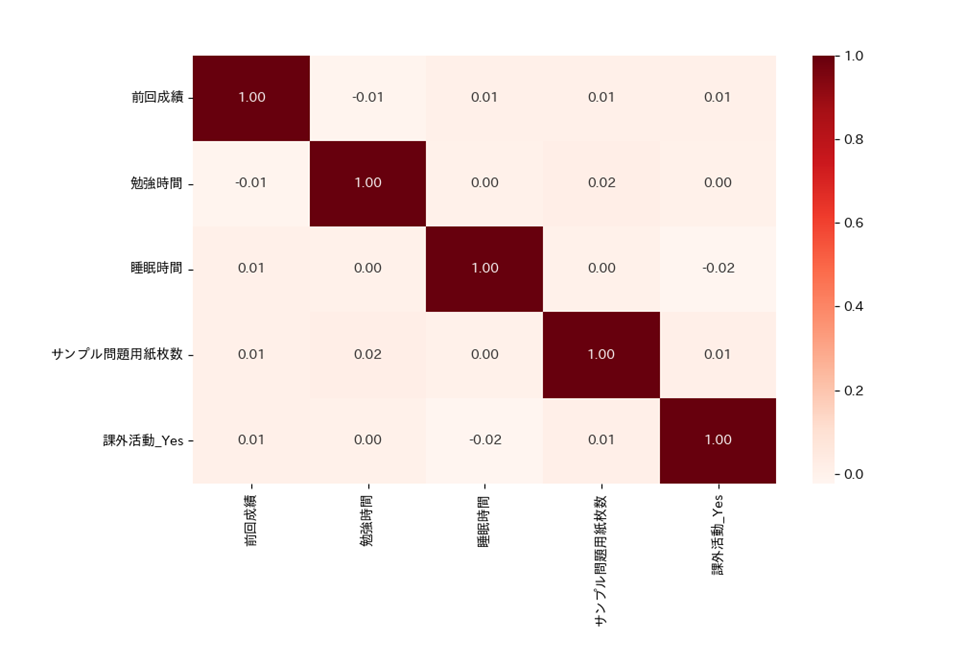 前回成績 1.00 -0.01 0.01 0.01 0.01
勉強時間 -0.01 1.00 0.00 0.02 0.00
睡眠時間 0.01 0.00 1.00 0.00 -0.02
サンプル問題用紙枚数 0.01 0.02 0.00 1.00 0.01
課外活動_Yes 0.01 0.00 -0.02 0.01 1.00
前回成績
勉強時間
睡眠時間
サンプル問題用紙枚数
課外活動_Yes
1.0
0.8
0.6
0.4
0.2
0.0